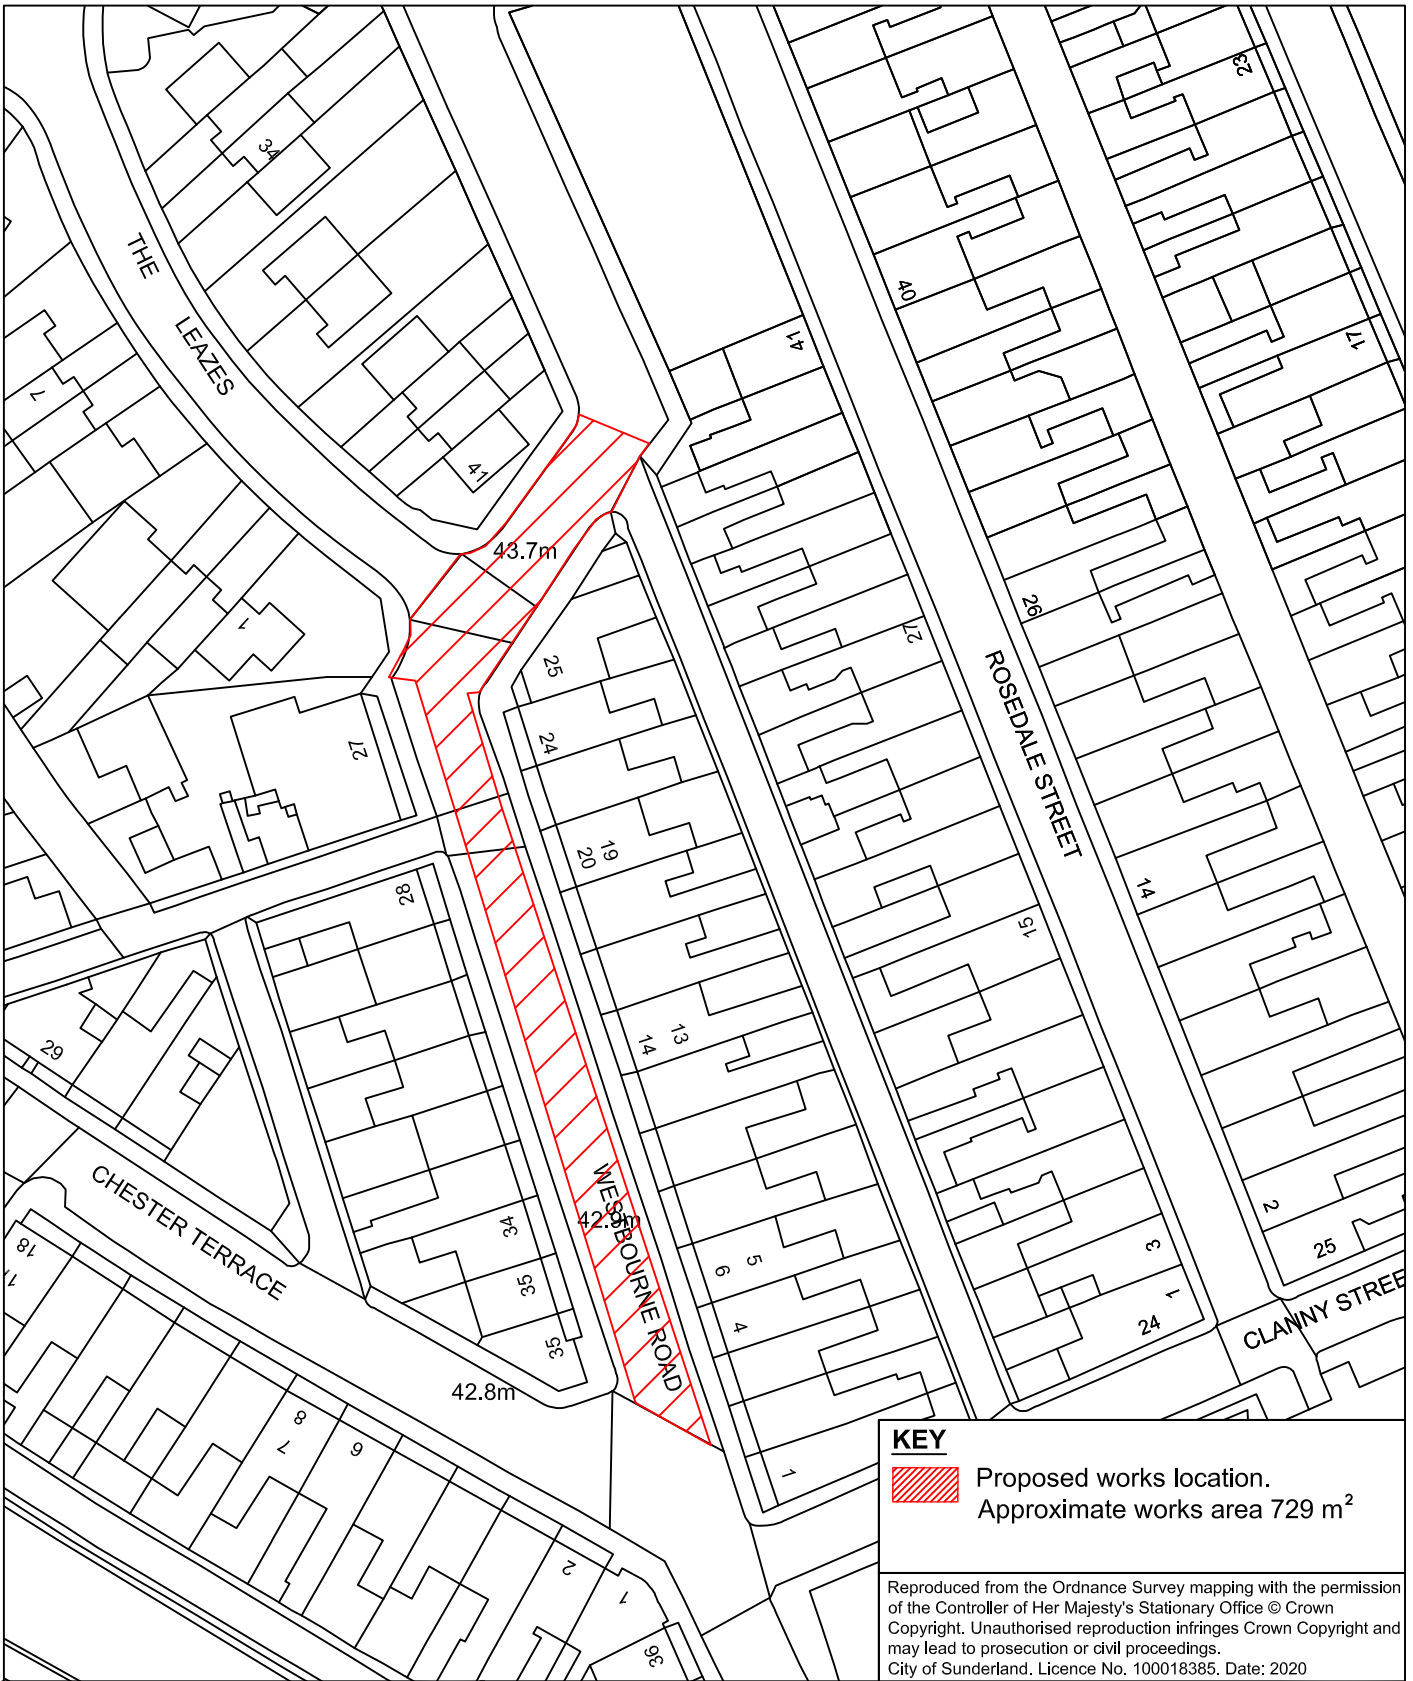 34
23
THE
LEAZES
7
40
41
17
41
43.7m
1
26
27
25
ROSEDALE STREET
24
27
19
20
14
28
15
29
13
14
WESTBOURNE ROAD
42.9m
CHESTER TERRACE
34
35
35
5
6
4
3
1
2
25
24
CLANNY STREE
18
42.8m
8
7
6
1
2
1
36
KEY
Proposed works location.
Approximate works area 729 m²
Reproduced from the Ordnance Survey mapping with the permission
of the Controller of Her Majesty's Stationary Office © Crown
Copyright. Unauthorised reproduction infringes Crown Copyright and
may lead to prosecution or civil proceedings.
City of Sunderland. Licence No. 100018385. Date: 2020